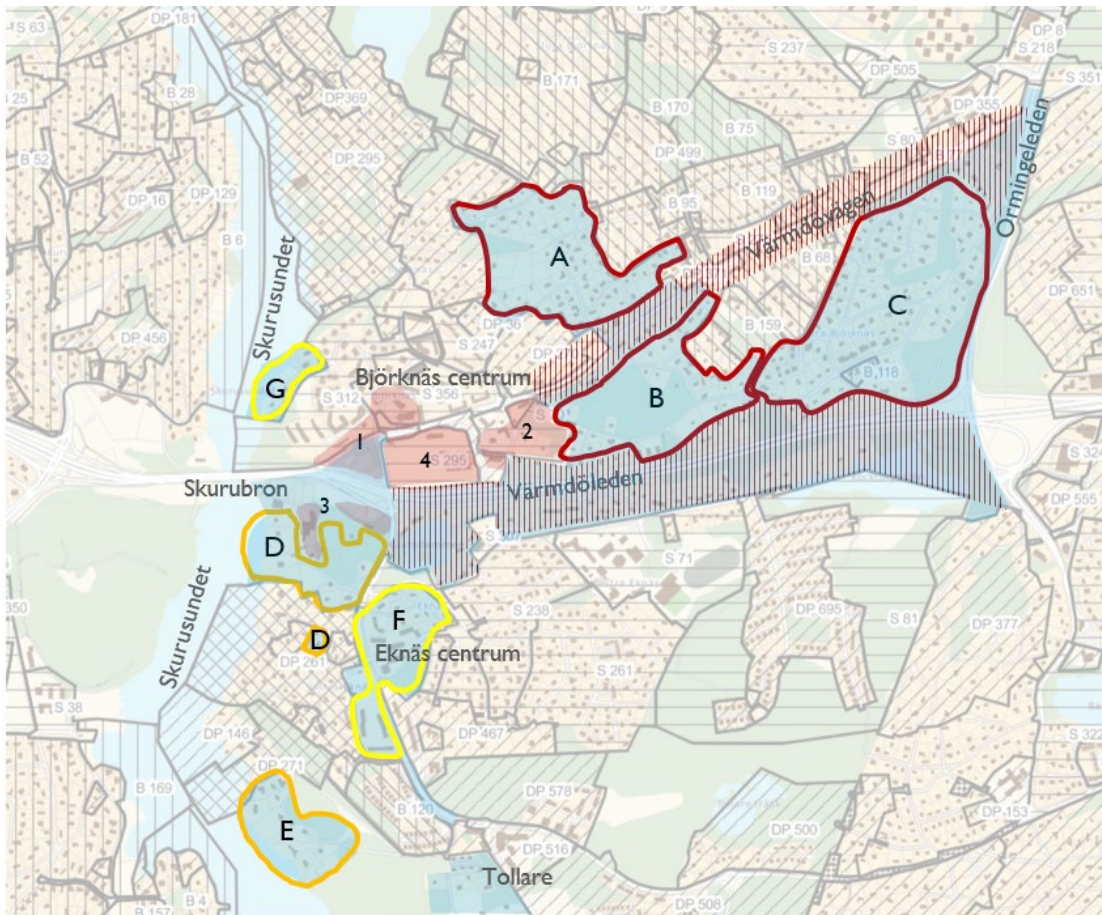 DP 181
S 63
DP 8
S 218
S 237
DP 505
S 351
B 25
B 28
B 171
DP369
B 170
DP 355
B 75
S 80
B 52
DP 295
DP 499
DP 16
DP 129
B 119
B 95
Ormingeleden
Värmdövägen
B 6
A
B 68
Skurusundet
DP 651
DP 36
C
DP 456
S 247
B 159
Björknäs centrum
G
B 118
S 312
S 356
B
1
2
4
S 295
S 324
Skurubron
Värmdöleden
DP 555
3
S 307
D
S 71
350
F
S 238
DP 695
S 81
DP 377
Skurusundet
D
Eknäs centrum
DP 261
S 261
S 38
S 322
DP 146
DP 467
DP 271
B 169
DP 578
B 120
DP 153
E
DP 500
DP 516
Tollare
B 4
B 157
DP 508